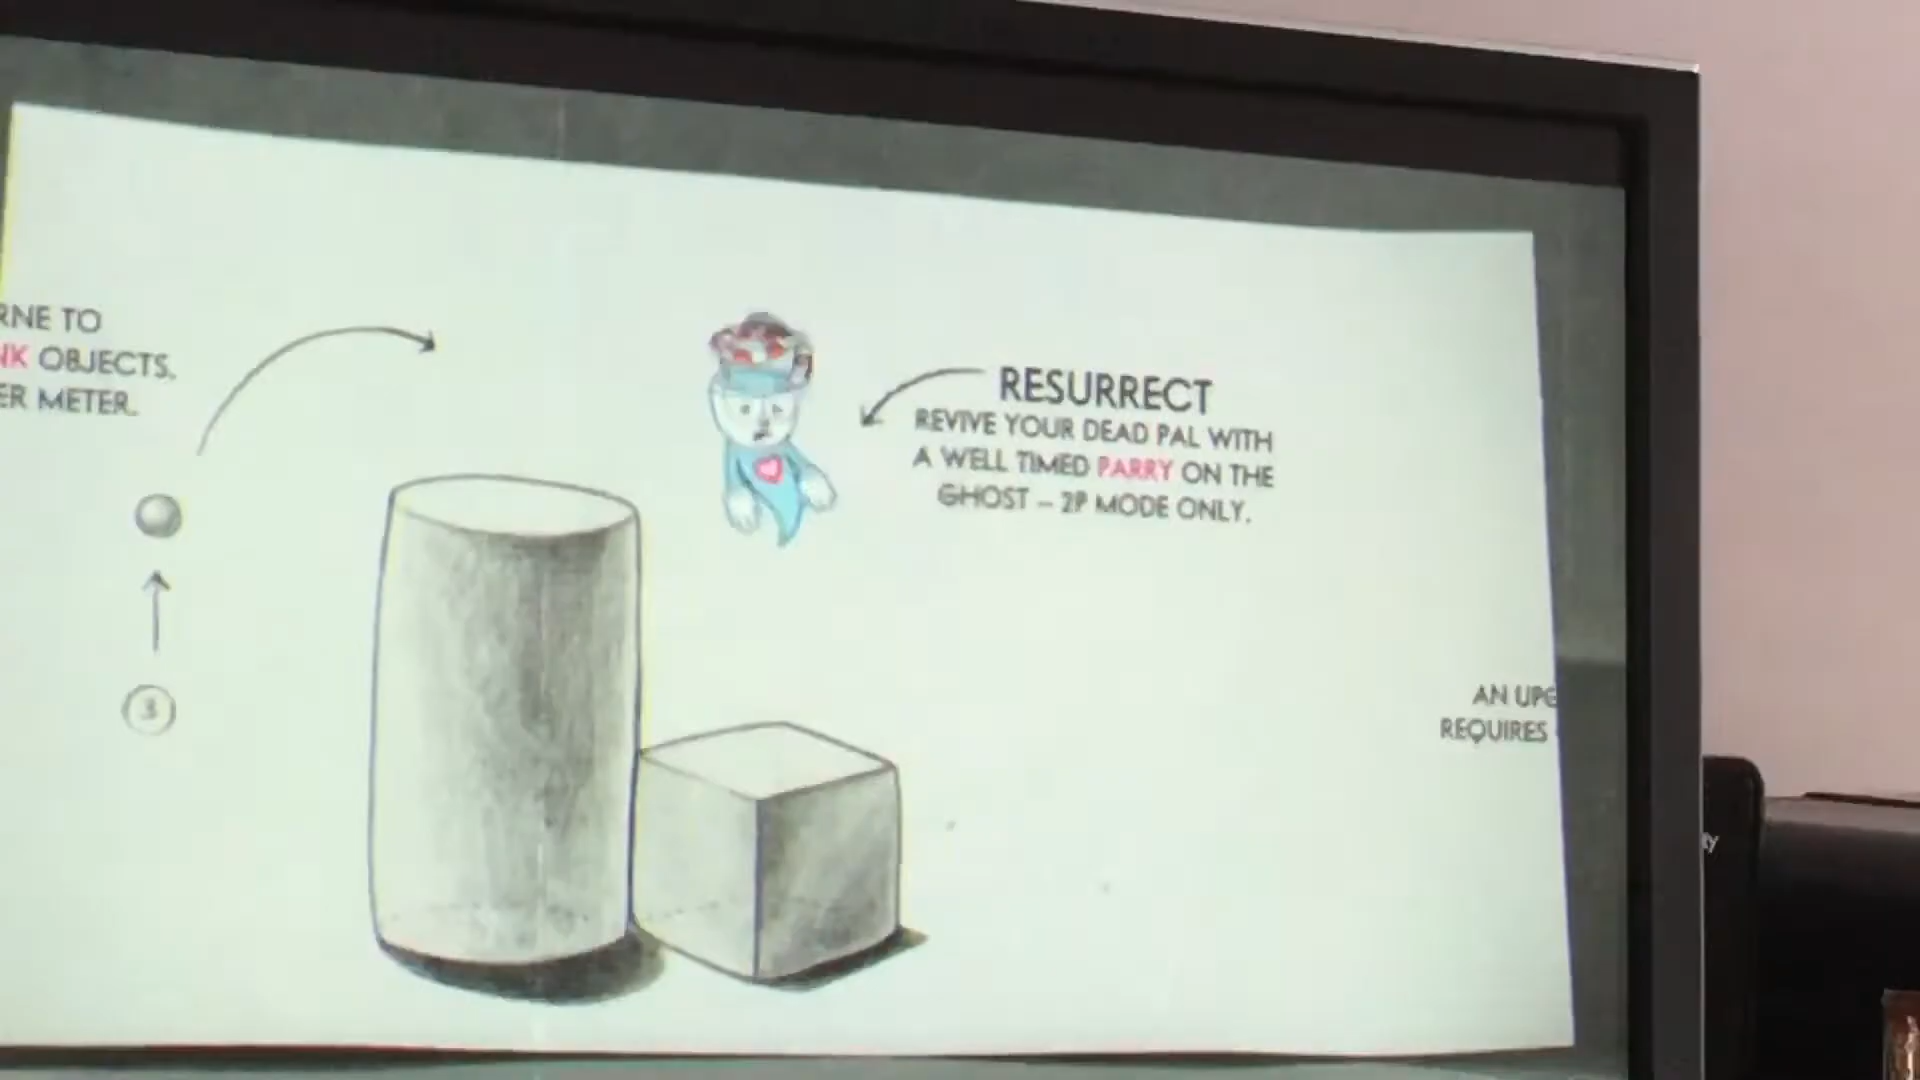 RNE TO
NK OBJECTS.
ER METER.
3
RESURRECT
REVIVE YOUR DEAD PAL WITH
A WELL TIMED PARRY ON THE
GHOST – 2P MODE ONLY.
AN UPG
REQUIRES